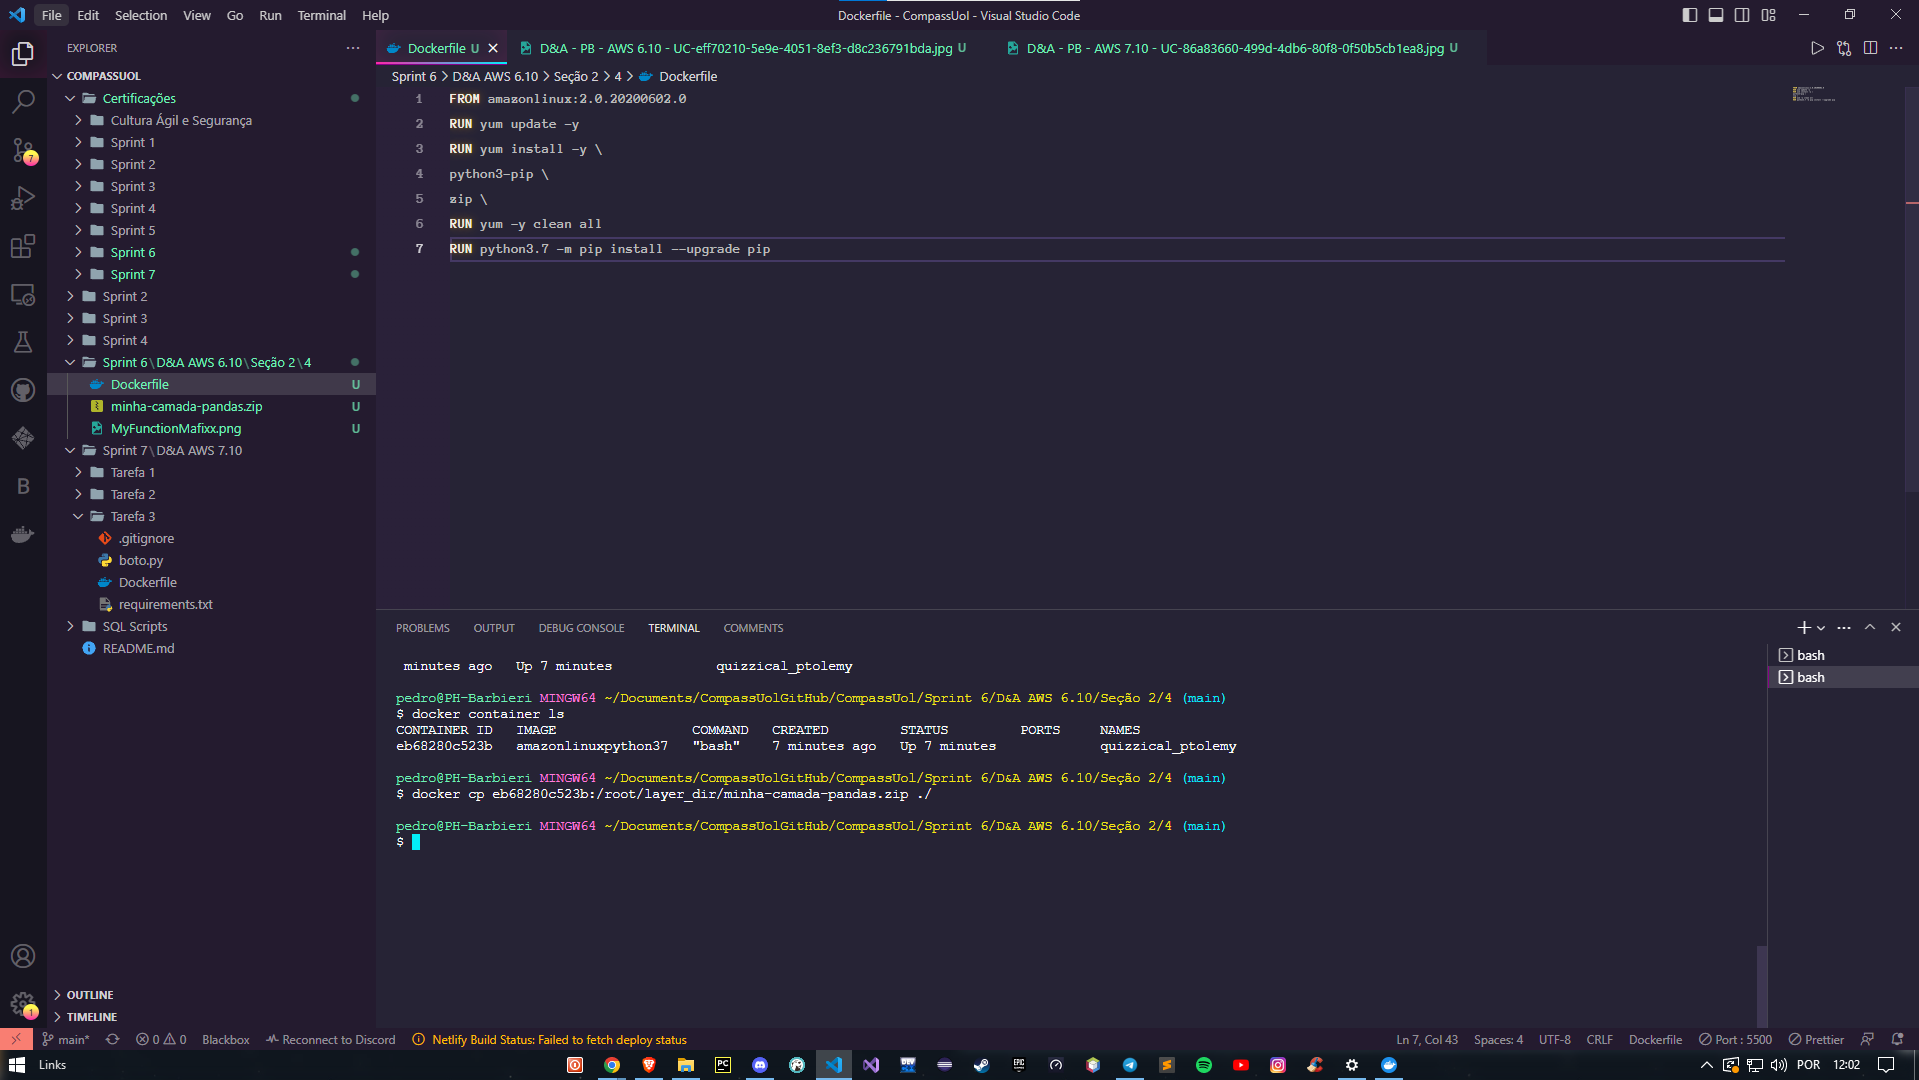 File Edit Selection View Go Run Terminal Help
Dockerfile - CompassUol - Visual Studio Code
EXPLORER
COMPASSUOL
Certificações
Cultura Ágil e Segurança
Sprint 1
Sprint 2
Sprint 3
Sprint 4
Sprint 5
Sprint 6
Sprint 7
Sprint 2
Sprint 3
Sprint 4
Sprint 6\D&A AWS 6.10\Seção 2\4
Dockerfile U
minha-camada-pandas.zip U
MyFunctionMafixx.png U
Sprint 7\D&A AWS 7.10
Tarefa 1
Tarefa 2
Tarefa 3
.gitignore
boto.py
Dockerfile
requirements.txt
SQL Scripts
README.md
OUTLINE
TIMELINE
7
B
1
Dockerfile U
D&A - PB - AWS 6.10 - UC-eff70210-5e9e-4051-8ef3-d8c236791bda.jpg U
D&A - PB - AWS 7.10 - UC-86a83660-499d-4db6-80f8-0f50b5cb1ea8.jpg U
Sprint 6 > D&A AWS 6.10 > Seção 2 > 4 > Dockerfile
1 FROM amazonlinux:2.0.20200602.0
2 RUN yum update -y
3 RUN yum install -y \
4 python3-pip \
5 zip \
6 RUN yum -y clean all
7 RUN python3.7 -m pip install --upgrade pip
PROBLEMS OUTPUT DEBUG CONSOLE TERMINAL COMMENTS
bash
bash
minutes ago Up 7 minutes quizzical_ptolemy
pedro@PH-Barbieri MINGW64 ~/Documents/CompassUolGitHub/CompassUol/Sprint 6/D&A AWS 6.10/Seção 2/4 (main)
$ docker container ls
CONTAINER ID IMAGE COMMAND CREATED STATUS PORTS NAMES
eb68280c523b amazonlinuxpython37 "bash" 7 minutes ago Up 7 minutes quizzical_ptolemy
pedro@PH-Barbieri MINGW64 ~/Documents/CompassUolGitHub/CompassUol/Sprint 6/D&A AWS 6.10/Seção 2/4 (main)
$ docker cp eb68280c523b:/root/layer_dir/minha-camada-pandas.zip ./
pedro@PH-Barbieri MINGW64 ~/Documents/CompassUolGitHub/CompassUol/Sprint 6/D&A AWS 6.10/Seção 2/4 (main)
$
main* 0 0 Blackbox Reconnect to Discord Netlify Build Status: Failed to fetch deploy status Ln 7, Col 43 Spaces: 4 UTF-8 CRLF Dockerfile Port : 5500 Prettier
Links POR 12:02